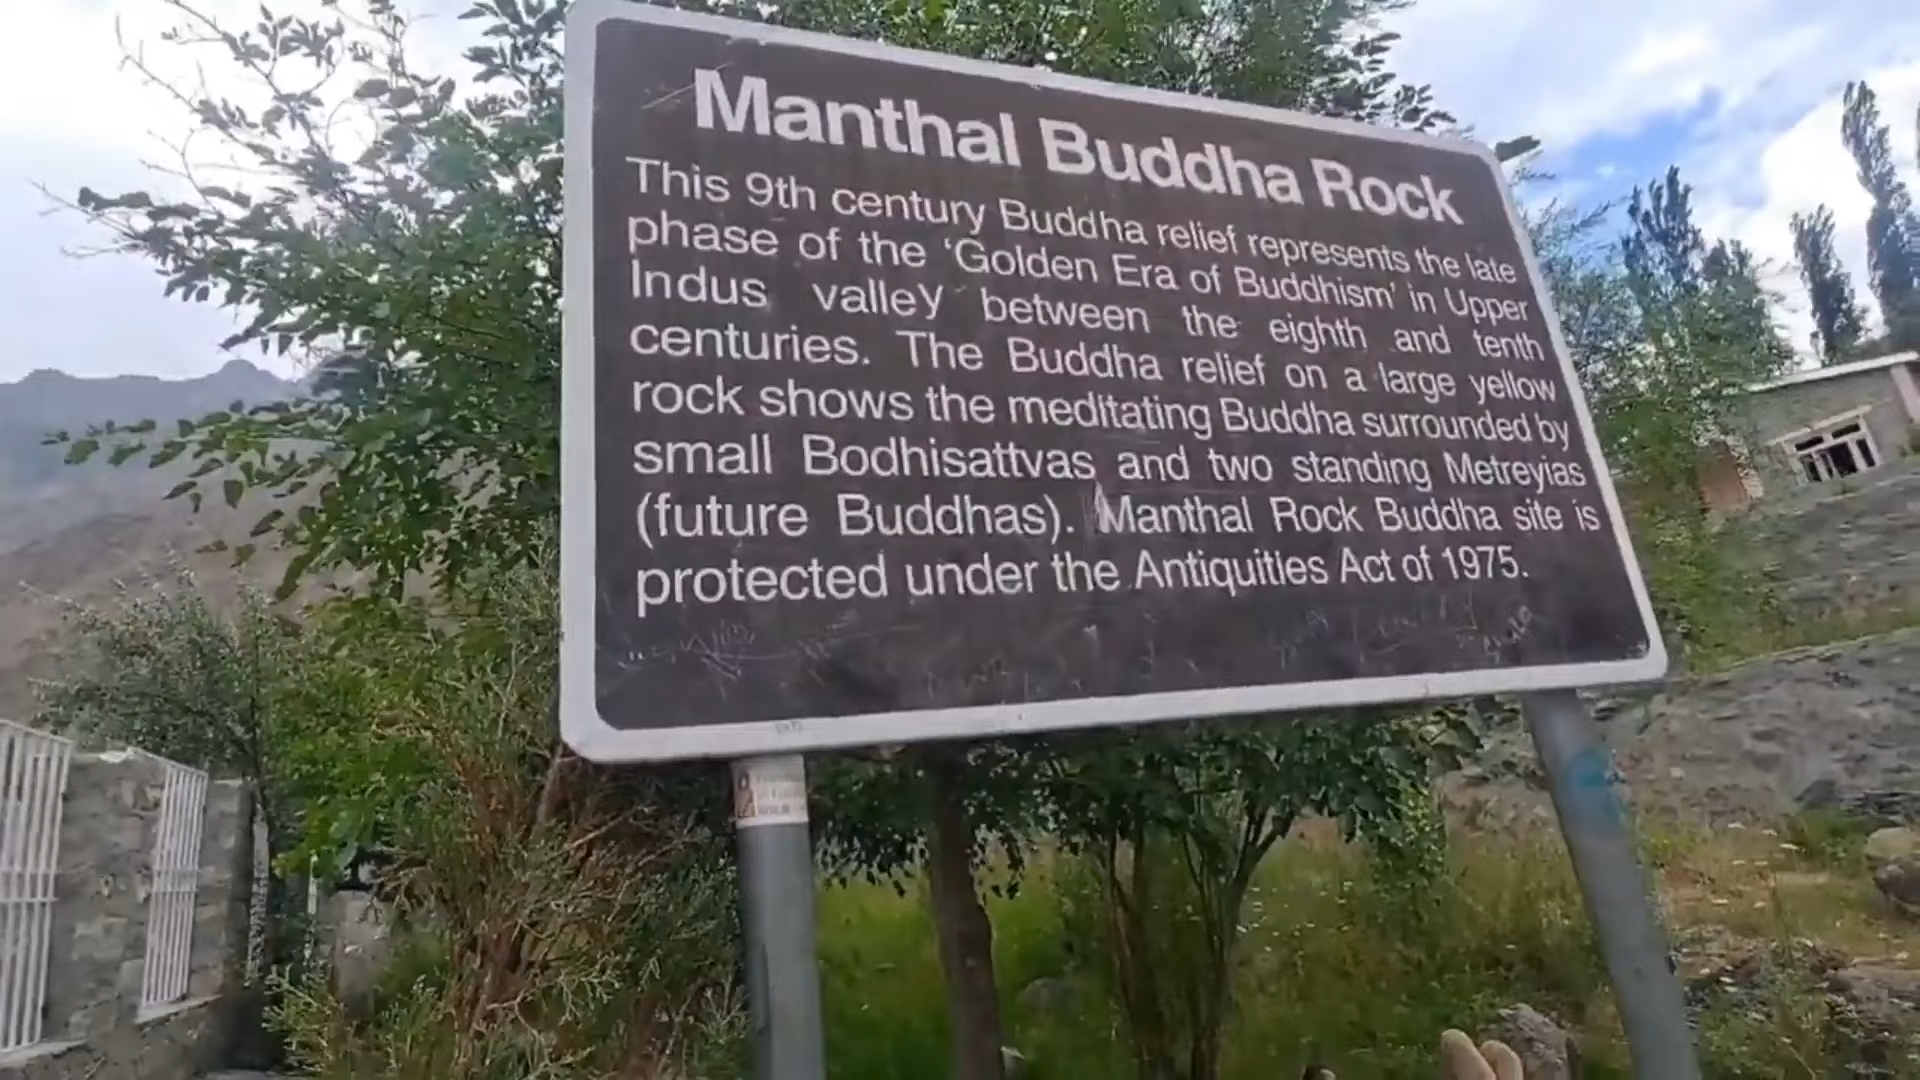 Manthal Buddha Rock
This 9th century Buddha relief represents the late
phase of the ‘Golden Era of Buddhism’ in Upper
Indus valley between the eighth and tenth
centuries. The Buddha relief on a large yellow
rock shows the meditating Buddha surrounded by
small Bodhisattvas and two standing Metreyias
(future Buddhas). Manthal Rock Buddha site is
protected under the Antiquities Act of 1975.